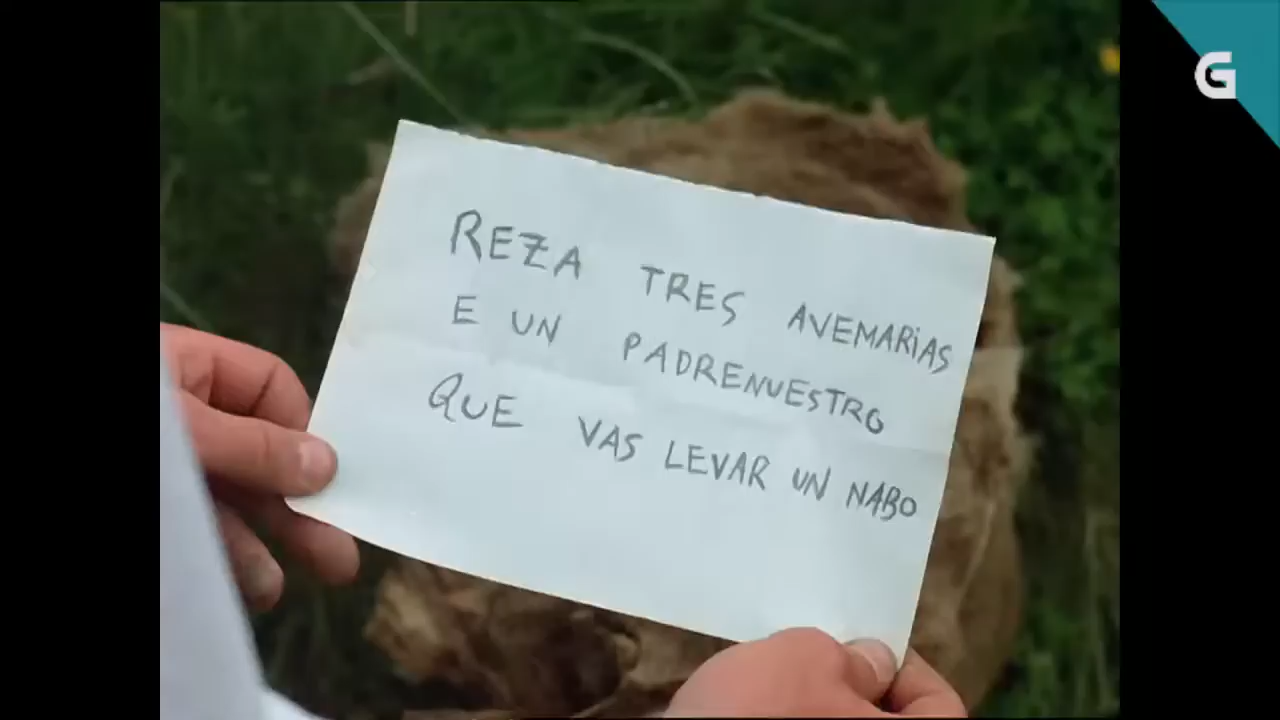 REZA TRES AVEMARIAS
E UN PADRENUESTRO
QUE VAS LEVAR UN NABO
G